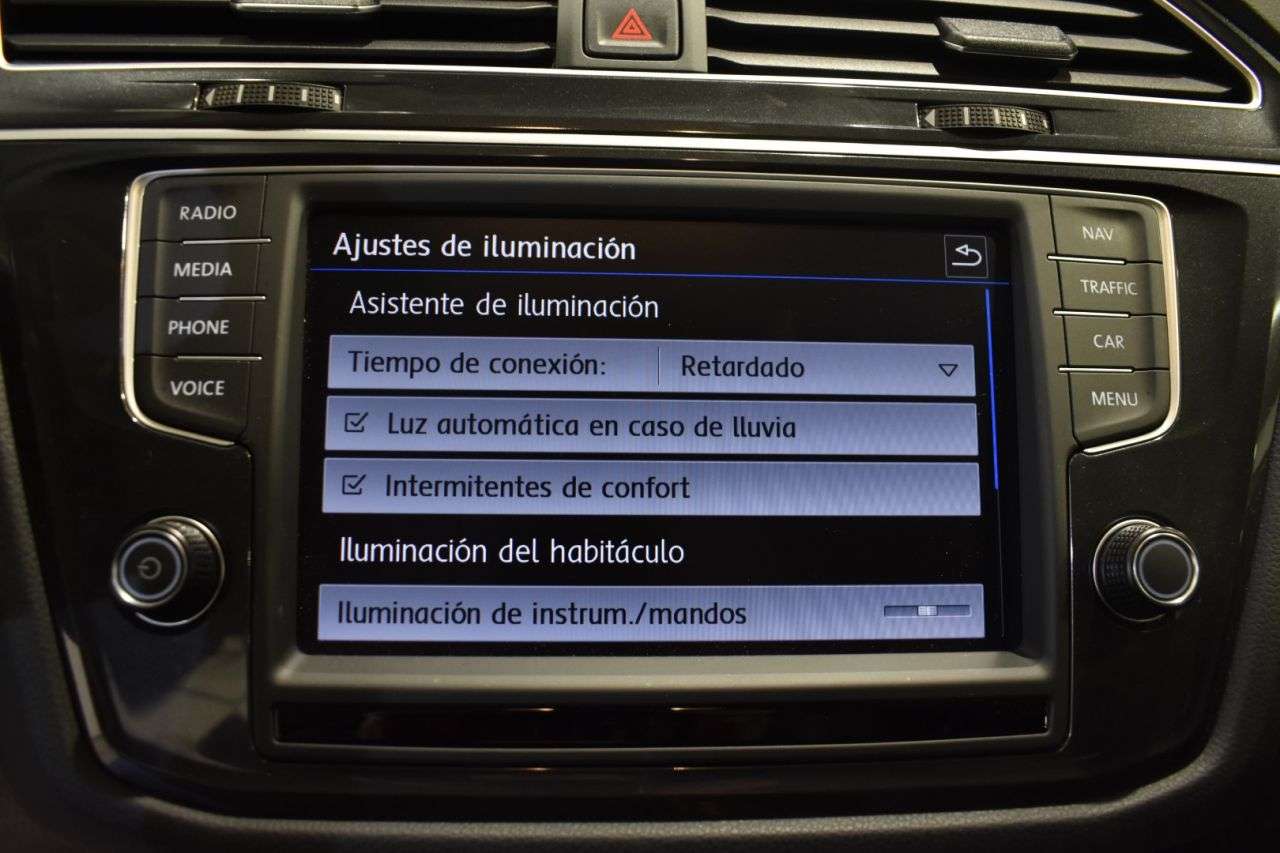 RADIO
MEDIA
PHONE
VOICE
Ajustes de iluminación
Asistente de iluminación
Tiempo de conexión: Retardado
Luz automática en caso de lluvia
Intermitentes de confort
Iluminación del habitáculo
Iluminación de instrum./mandos
NAV
TRAFFIC
CAR
MENU